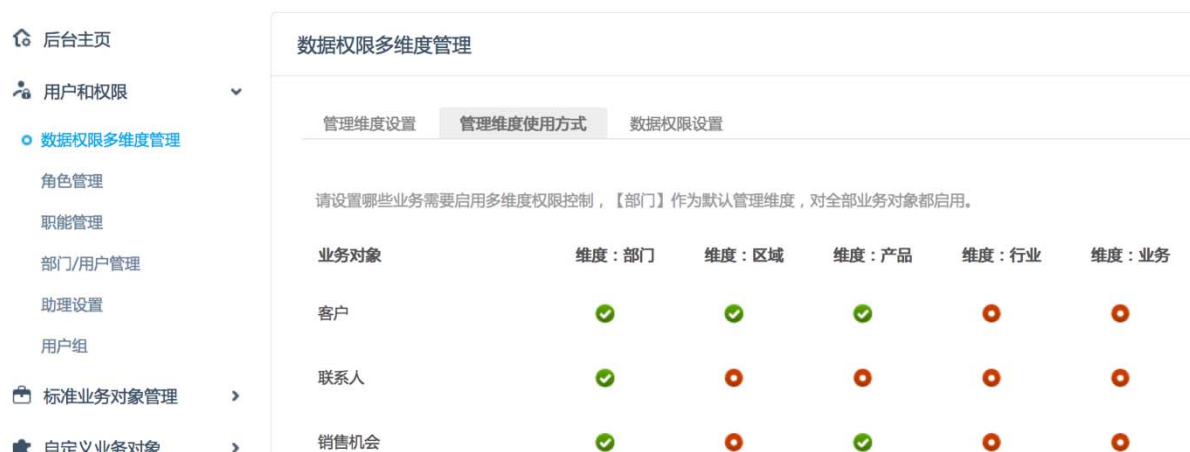 后台主页
用户和权限
数据权限多维度管理
角色管理
职能管理
部门/用户管理
助理设置
用户组
标准业务对象管理
自定义业务对象
数据权限多维度管理
管理维度设置 管理维度使用方式 数据权限设置
请设置哪些业务需要启用多维度权限控制，【部门】作为默认管理维度，对全部业务对象都启用。
业务对象 维度：部门 维度：区域 维度：产品 维度：行业 维度：业务
客户
联系人
销售机会